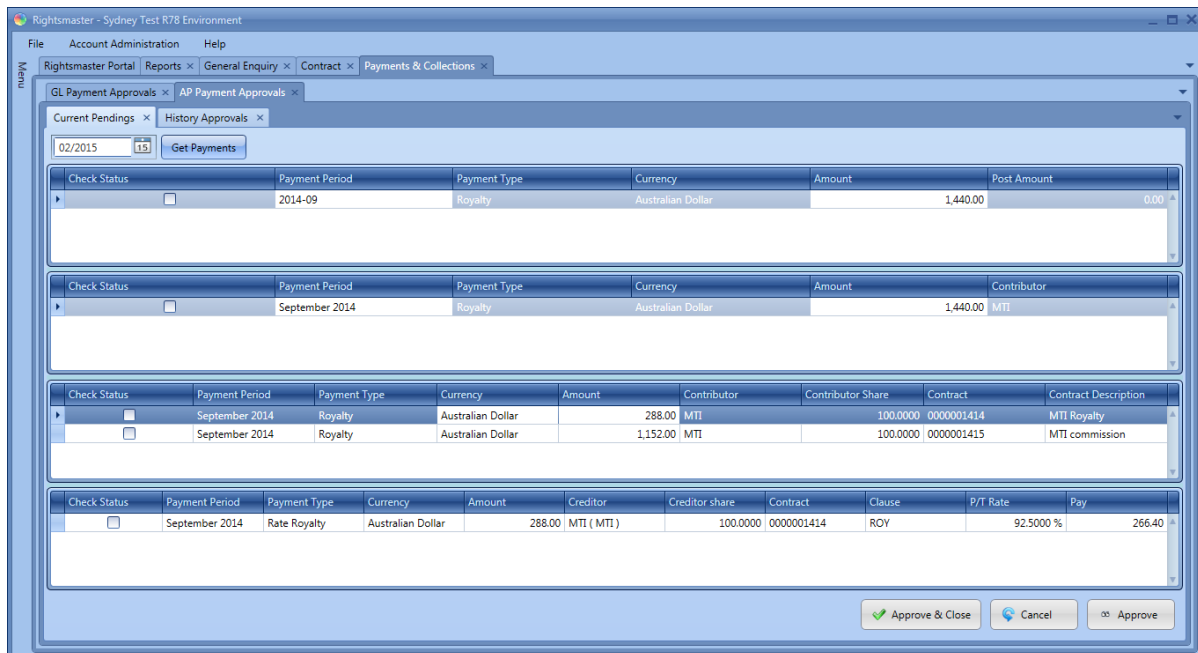 Rightsmaster - Sydney Test R78 Environment
File Account Administration Help
Menu
Rightsmaster Portal Reports × General Enquiry × Contract × Payments & Collections ×
GL Payment Approvals × AP Payment Approvals ×
Current Pendings × History Approvals ×
02/2015 15 Get Payments
Check Status Payment Period Payment Type Currency Amount Post Amount
2014-09 Royalty Australian Dollar 1,440.00 0.00
Check Status Payment Period Payment Type Currency Amount Contributor
September 2014 Royalty Australian Dollar 1,440.00 MTI
Check Status Payment Period Payment Type Currency Amount Contributor Contributor Share Contract Contract Description
September 2014 Royalty Australian Dollar 288.00 MTI 100.0000 0000001414 MTI Royalty
September 2014 Royalty Australian Dollar 1,152.00 MTI 100.0000 0000001415 MTI commission
Check Status Payment Period Payment Type Currency Amount Creditor Creditor share Contract Clause P/T Rate Pay
September 2014 Rate Royalty Australian Dollar 288.00 MTI ( MTI ) 100.0000 0000001414 ROY 92.5000 % 266.40
Approve & Close Cancel Approve